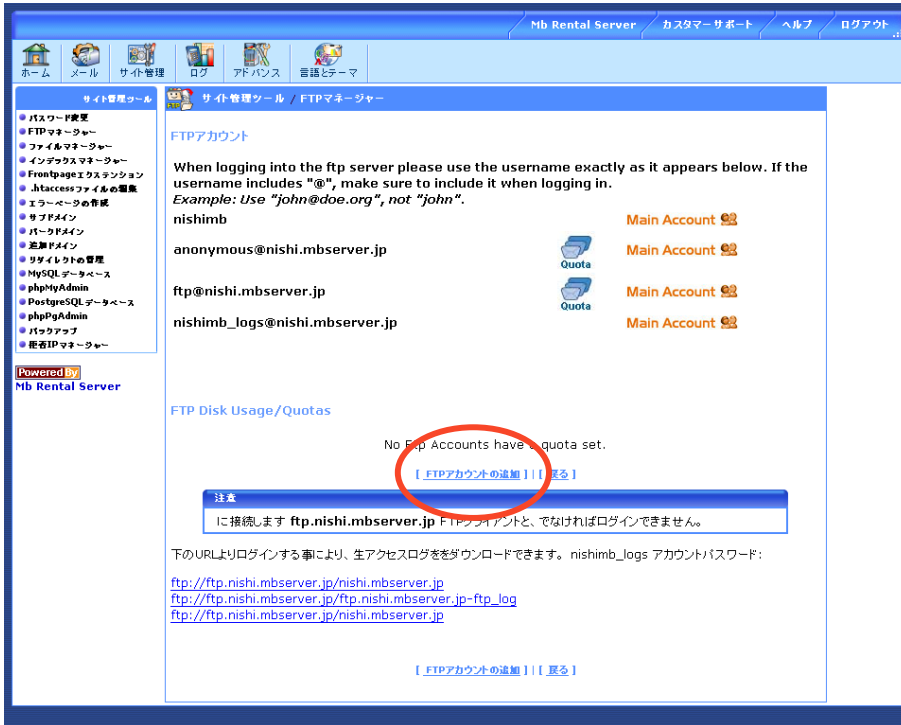 Mb Rental Server / カスタマーサポート / ヘルプ / ログアウト
ホーム メール サイト管理 ログ アドバンス 言語とテーマ
サイト管理ツール
パスワード変更
FTPマネージャー
ファイルマネージャー
インデックスマネージャー
Frontpageエクステンション
.htaccessファイルの編集
エラーページの作成
サブドメイン
パークドメイン
追加ドメイン
リダイレクトの管理
MySQLデータベース
phpMyAdmin
PostgreSQLデータベース
phpPgAdmin
バックアップ
拒否IPマネージャー
Powered By
Mb Rental Server
FTP サイト管理ツール / FTPマネージャー
FTPアカウント
When logging into the ftp server please use the username exactly as it appears below. If the
username includes "@", make sure to include it when logging in.
Example: Use "john@doe.org", not "john".
nishimb Main Account
anonymous@nishi.mbserver.jp Quota Main Account
ftp@nishi.mbserver.jp Quota Main Account
nishimb_logs@nishi.mbserver.jp Main Account
FTP Disk Usage/Quotas
No Ftp Accounts have a quota set.
[ FTPアカウントの追加 ] | [ 戻る ]
注意
に接続します ftp.nishi.mbserver.jp FTPクライアントと、でなければログインできません。
下のURLよりログインする事により、生アクセスログををダウンロードできます。 nishimb_logs アカウントパスワード:
ftp://ftp.nishi.mbserver.jp/nishi.mbserver.jp
ftp://ftp.nishi.mbserver.jp/ftp.nishi.mbserver.jp-ftp_log
ftp://ftp.nishi.mbserver.jp/nishi.mbserver.jp
[ FTPアカウントの追加 ] | [ 戻る ]